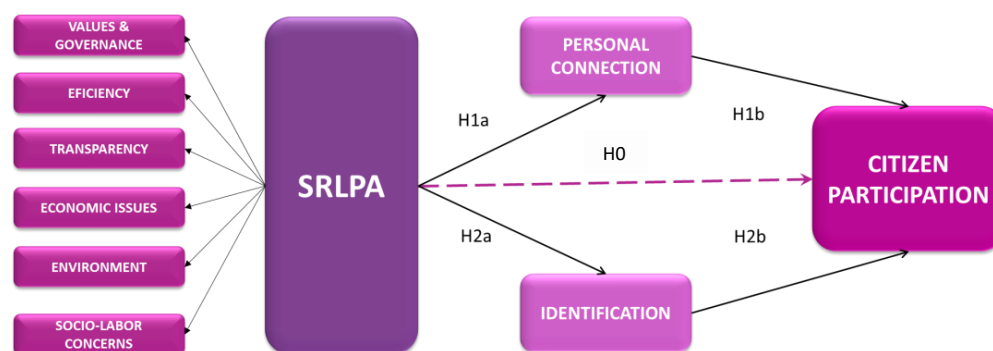 VALUES &
GOVERNANCE
EFICIENCY
TRANSPARENCY
ECONOMIC ISSUES
ENVIRONMENT
SOCIO-LABOR
CONCERNS
SRLPA
H1a
H2a
PERSONAL
CONNECTION
H0
IDENTIFICATION
H1b
H2b
CITIZEN
PARTICIPATION